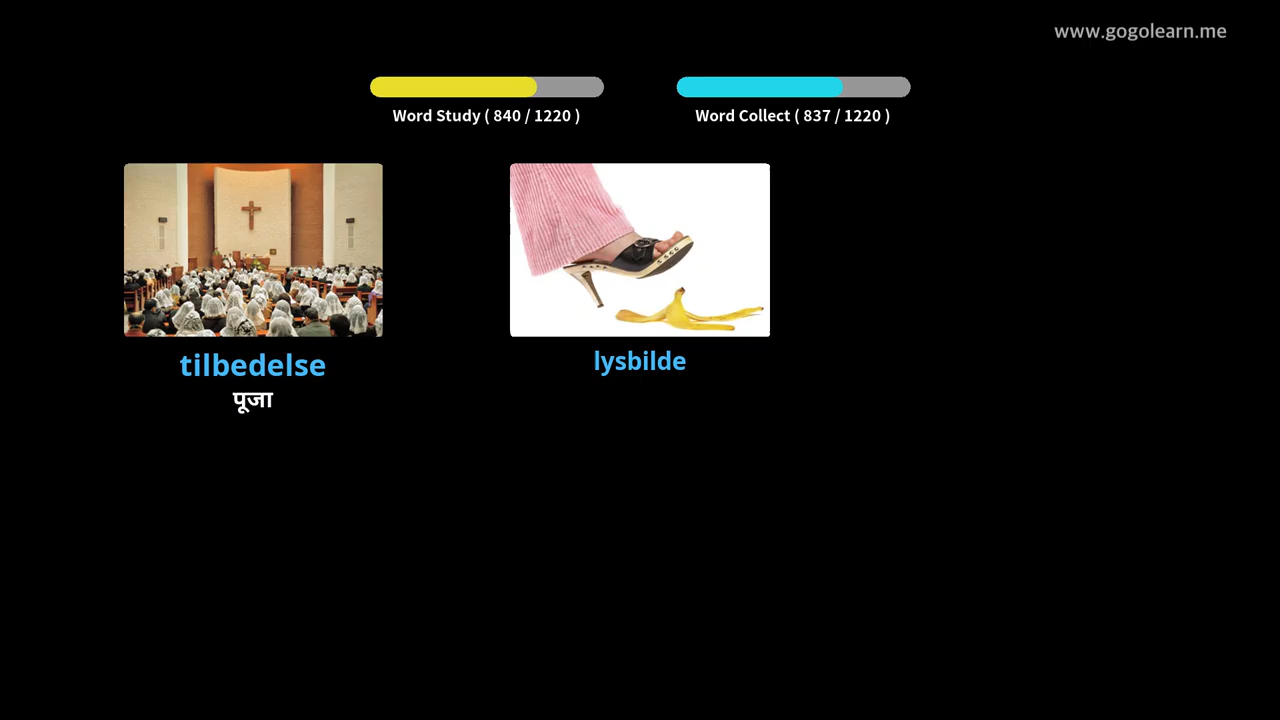 www.gogolearn.me
Word Study ( 840 / 1220 )
Word Collect ( 837 / 1220 )
tilbedelse
पूजा
lysbilde